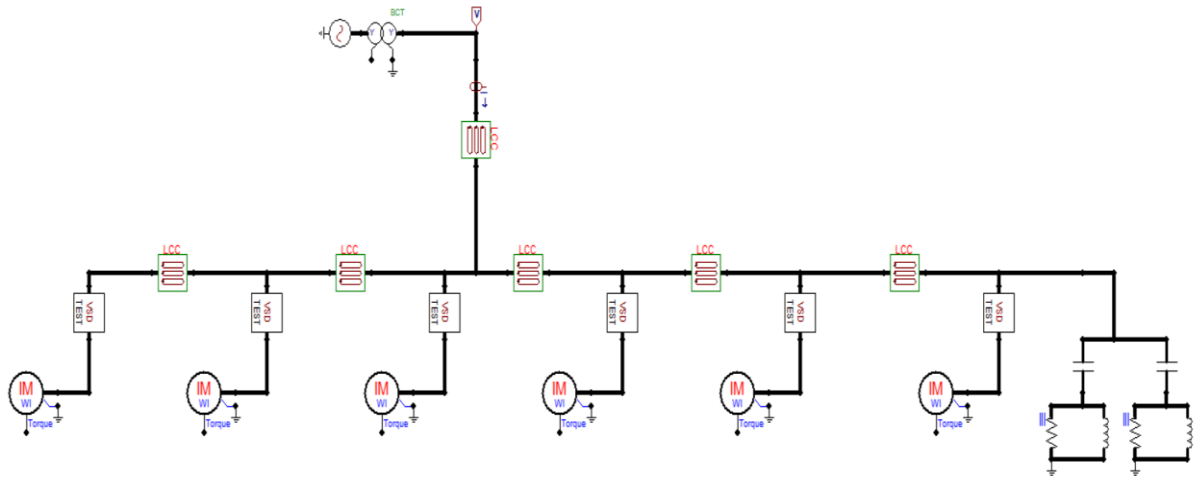 BCT
V
Y Y
I
LCC
LCC LCC LCC LCC LCC
VSD TEST VSD TEST VSD TEST VSD TEST VSD TEST VSD TEST
IM IM IM IM IM IM
WI WI WI WI WI WI
Torque Torque Torque Torque Torque Torque